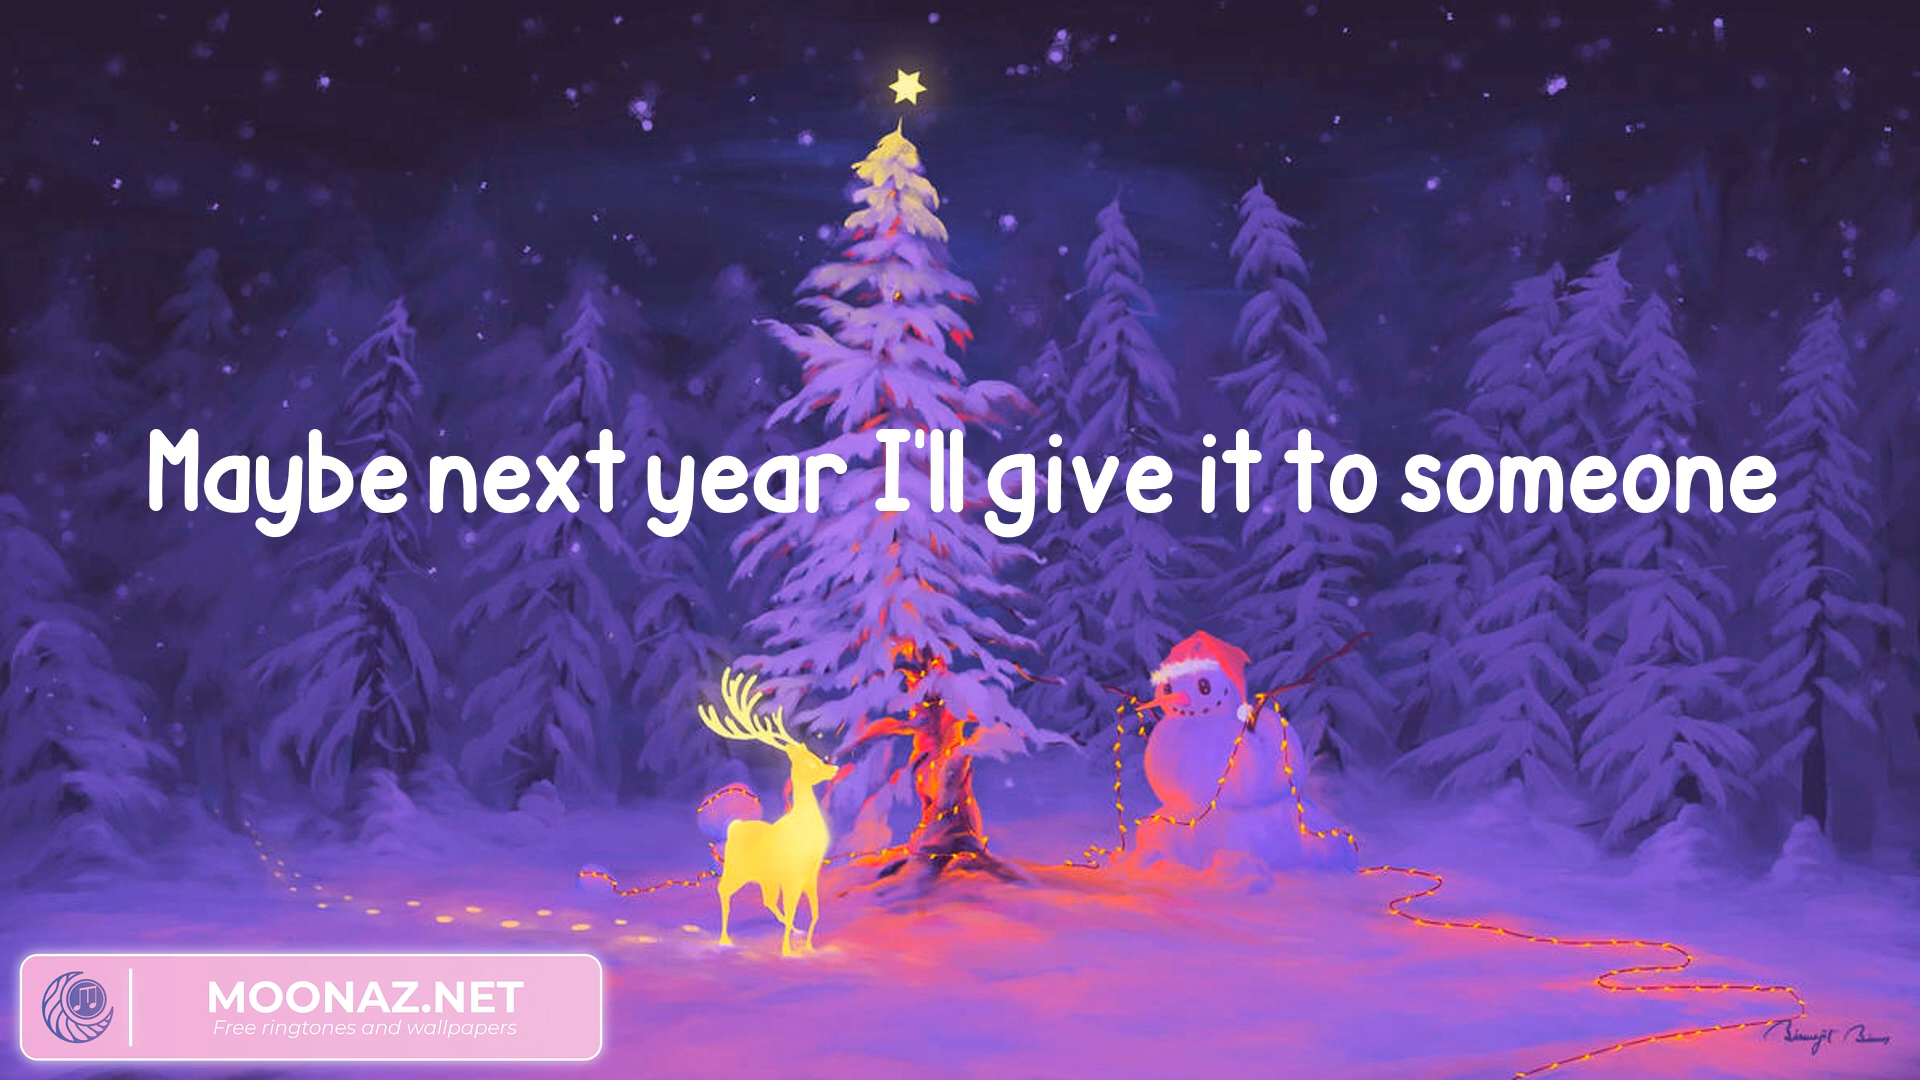 Maybe next year I'll give it to someone
MOONAZ.NET
Free ringtones and wallpapers